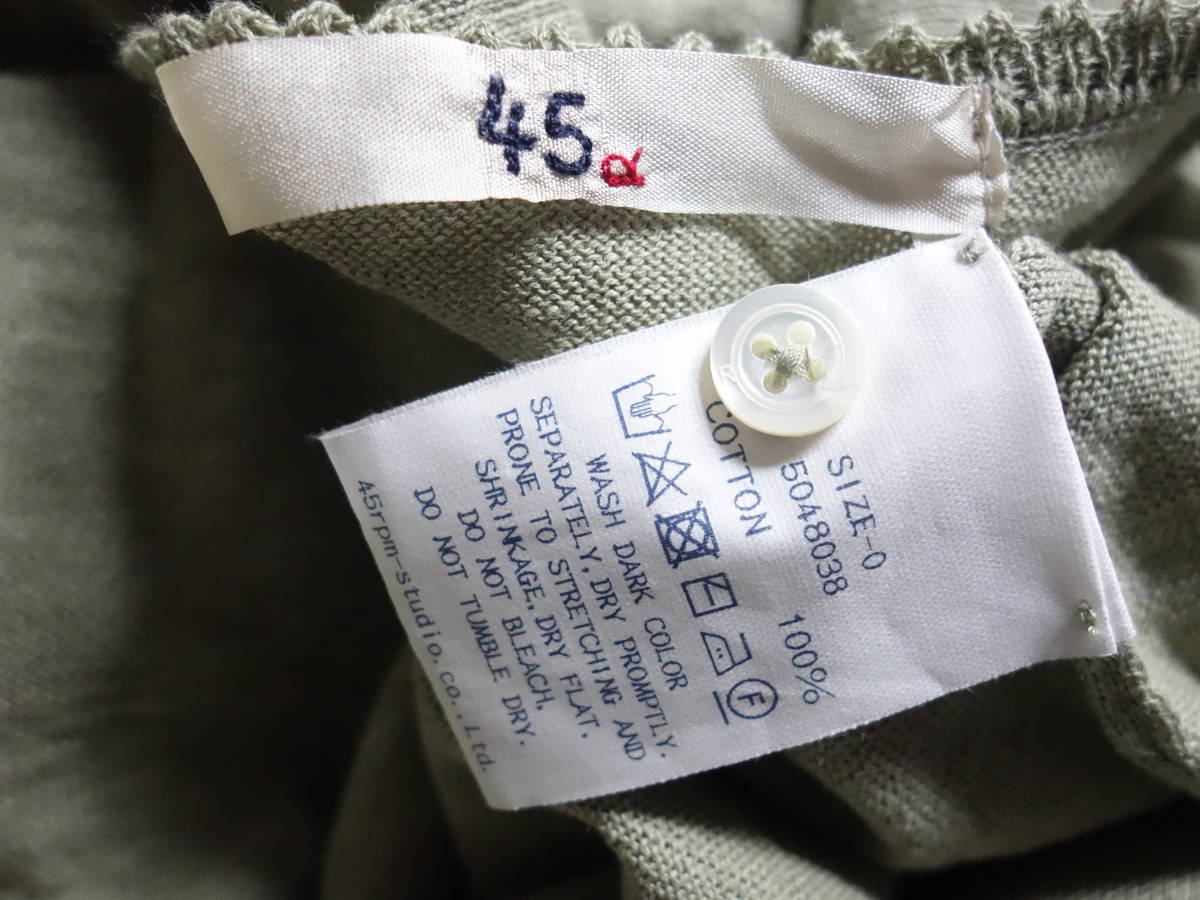 45α
SIZE-0
5048038
COTTON 100%
F
WASH DARK COLOR
SEPARATELY, DRY PROMPTLY.
PRONE TO STRETCHING AND
SHRINKAGE, DRY FLAT.
DO NOT BLEACH,
DO NOT TUMBLE DRY.
45rpm-studio.co.,Ltd.